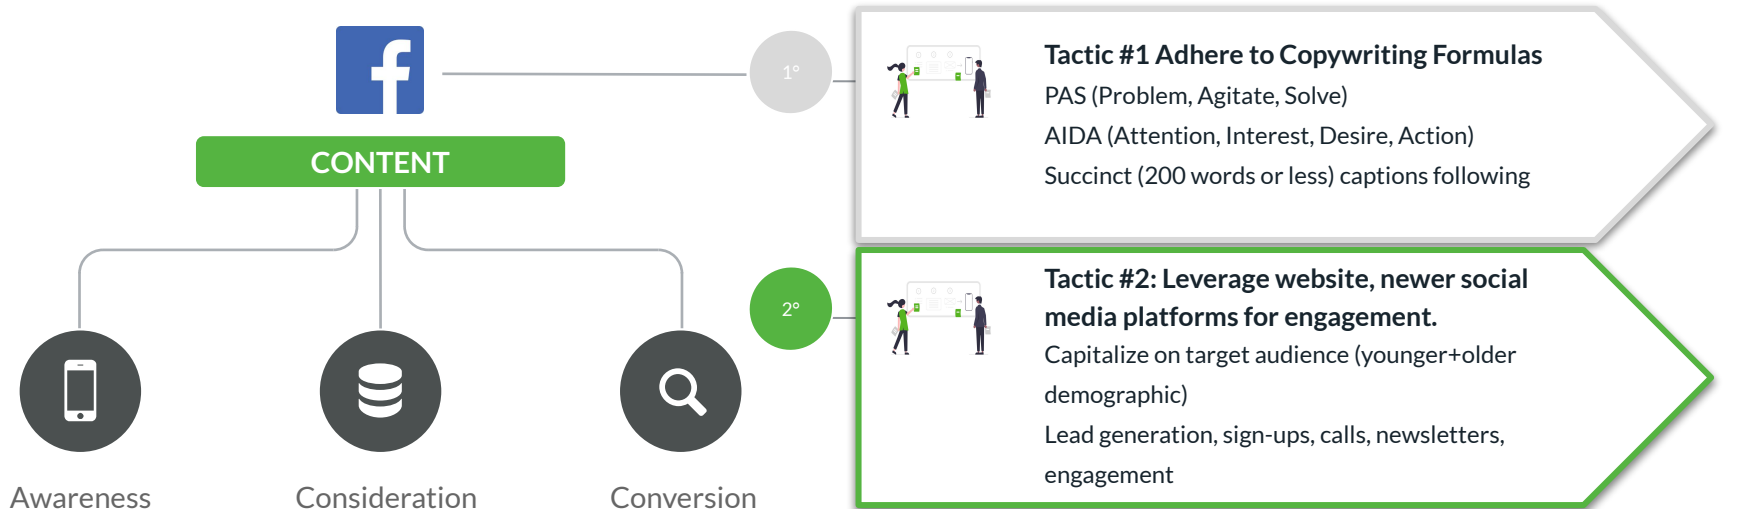 CONTENT
Awareness
Consideration
Conversion
1°
Tactic #1 Adhere to Copywriting Formulas
PAS (Problem, Agitate, Solve)
AIDA (Attention, Interest, Desire, Action)
Succinct (200 words or less) captions following
2°
Tactic #2: Leverage website, newer social
media platforms for engagement.
Capitalize on target audience (younger+older
demographic)
Lead generation, sign-ups, calls, newsletters,
engagement